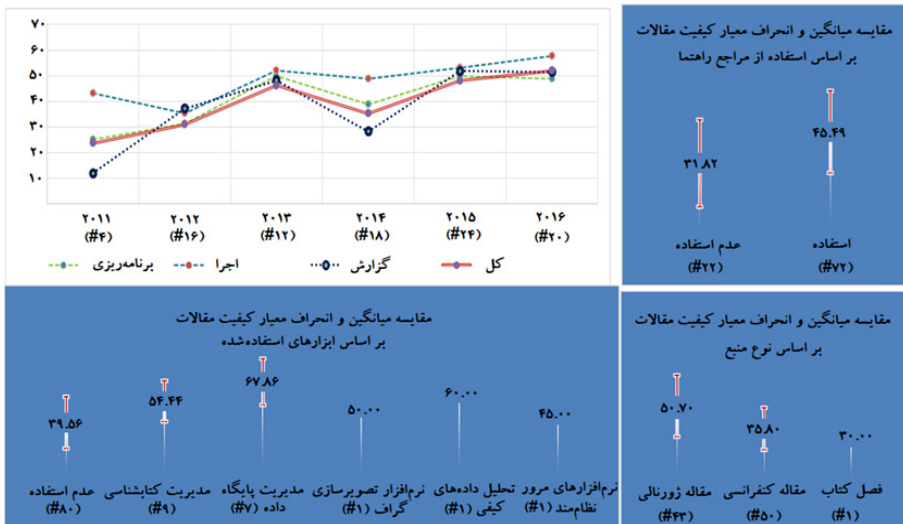 ۷۰
۶۰
۵۰
۴۰
۳۰
۲۰
۱۰
۲۰۱۱ ۲۰۱۲ ۲۰۱۳ ۲۰۱۴ ۲۰۱۵ ۲۰۱۶
(#۴) (#۱۶) (#۱۲) (#۱۸) (#۲۴) (#۲۰)
برنامه‌ریزی اجرا گزارش کل
مقایسه میانگین و انحراف معیار کیفیت مقالات
بر اساس استفاده از مراجع راهنما
۴۵.۴۹
۳۱.۸۲
استفاده
(#۷۲)
عدم استفاده
(#۲۲)
مقایسه میانگین و انحراف معیار کیفیت مقالات
بر اساس ابزارهای استفاده‌شده
۳۹.۵۶
۵۴.۴۴
۶۷.۸۶
۵۰.۰۰
۶۰.۰۰
۴۵.۰۰
عدم استفاده
(#۸۰)
مدیریت کتابشناسی
(#۹)
مدیریت پایگاه
داده (#۷)
نرم‌افزار تصویرسازی
گراف (#۱)
تحلیل داده‌های
کیفی (#۱)
نرم‌افزارهای مرور
نظام‌مند (#۱)
مقایسه میانگین و انحراف معیار کیفیت مقالات
بر اساس نوع منبع
۵۰.۷۰
۳۵.۸۰
۳۰.۰۰
مقاله ژورنالی
(#۴۳)
مقاله کنفرانسی
(#۵۰)
فصل کتاب
(#۱)